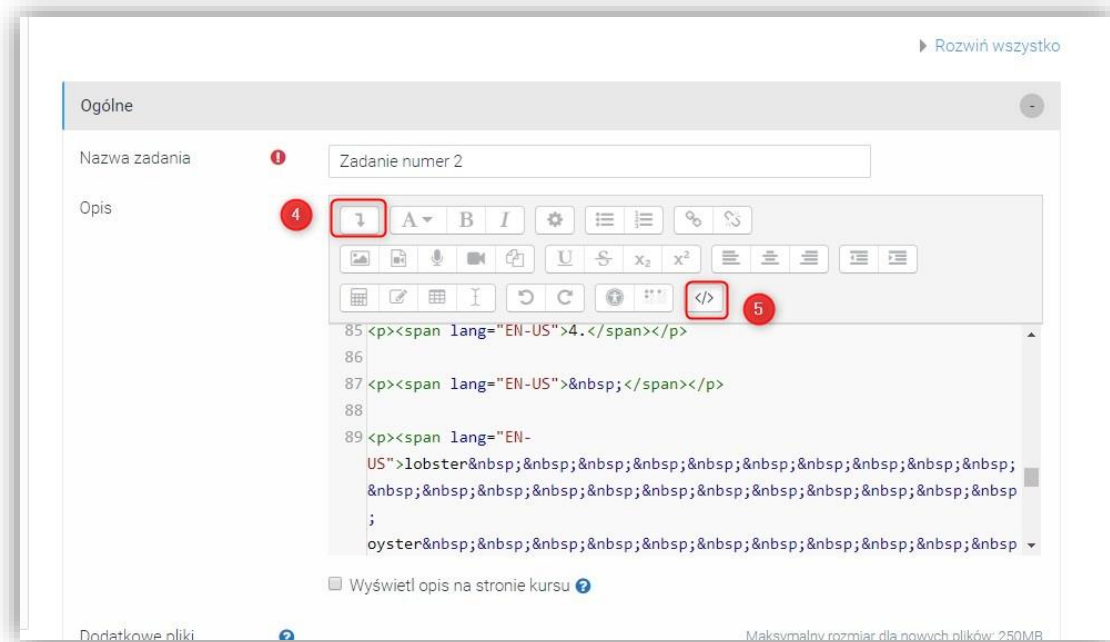 Rozwiń wszystko
Ogólne
-
Nazwa zadania
Zadanie numer 2
Opis
4
A B I
U S x₂ x²
</>
5
85 <p><span lang="EN-US">4.</span></p>
86
87 <p><span lang="EN-US">&nbsp;</span></p>
88
89 <p><span lang="EN-
US">lobster&nbsp;&nbsp;&nbsp;&nbsp;&nbsp;&nbsp;&nbsp;&nbsp;&nbsp;&nbsp;
&nbsp;&nbsp;&nbsp;&nbsp;&nbsp;&nbsp;&nbsp;&nbsp;&nbsp;&nbsp;&nbsp;&nbsp
;
oyster&nbsp;&nbsp;&nbsp;&nbsp;&nbsp;&nbsp;&nbsp;&nbsp;&nbsp;&nbsp;&nbsp
Wyświetl opis na stronie kursu ?
Dodatkowe pliki ?
Maksymalny rozmiar dla nowych plików: 250MB